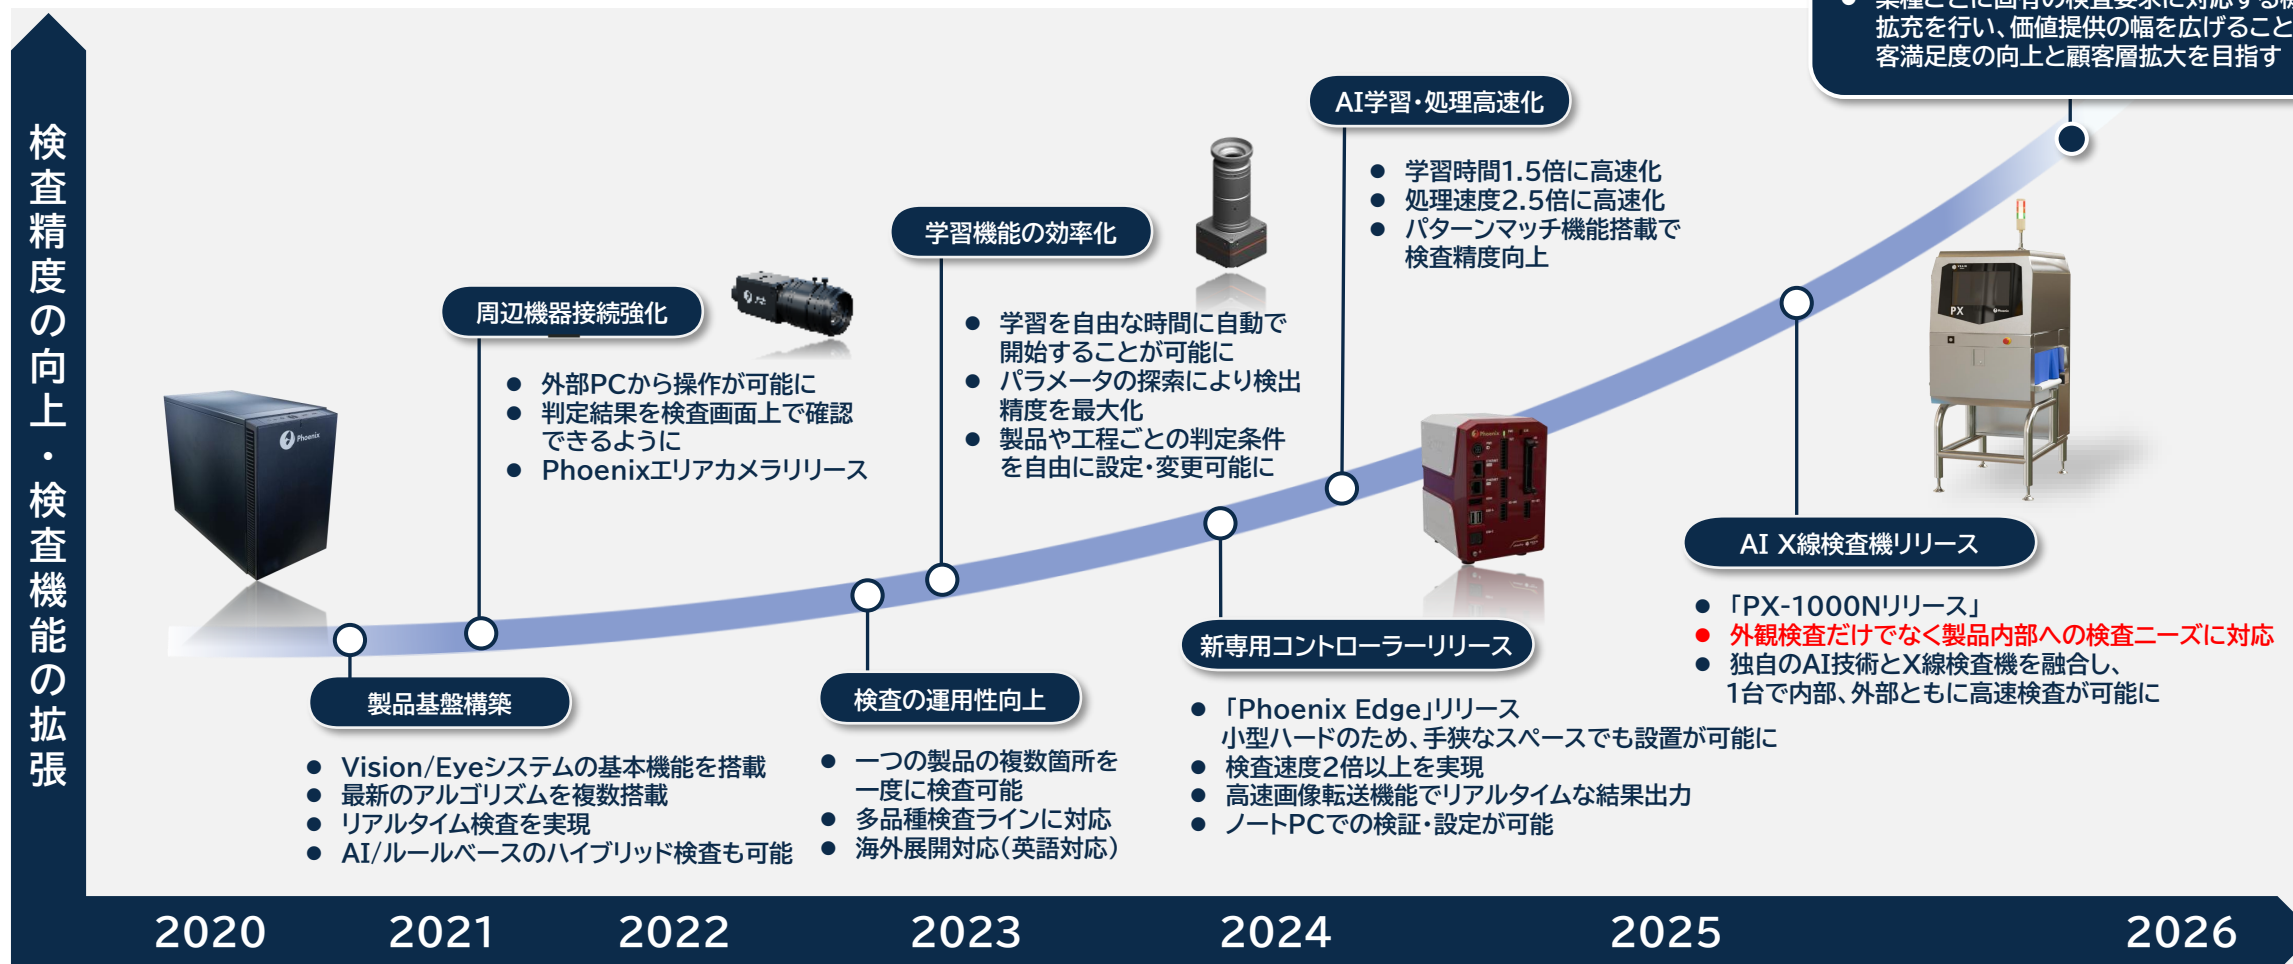 業種ごとに固有の検査要求に対応する機
拡充を行い、価値提供の幅を広げること
客満足度の向上と顧客層拡大を目指す
検査精度の向上・検査機能の拡張
AI学習・処理高速化
学習時間1.5倍に高速化
処理速度2.5倍に高速化
パターンマッチ機能搭載で
検査精度向上
学習機能の効率化
学習を自由な時間に自動で
開始することが可能に
パラメータの探索により検出
精度を最大化
製品や工程ごとの判定条件
を自由に設定・変更可能に
周辺機器接続強化
外部PCから操作が可能に
判定結果を検査画面上で確認
できるように
Phoenixエリアカメラリリース
Phoenix
Phoenix
PX
Phoenix
製品基盤構築
Vision/Eyeシステムの基本機能を搭載
最新のアルゴリズムを複数搭載
リアルタイム検査を実現
AI/ルールベースのハイブリッド検査も可能
検査の運用性向上
一つの製品の複数箇所を
一度に検査可能
多品種検査ラインに対応
海外展開対応（英語対応）
新専用コントローラーリリース
「Phoenix Edge」リリース
小型ハードのため、手狭なスペースでも設置が可能に
検査速度2倍以上を実現
高速画像転送機能でリアルタイムな結果出力
ノートPCでの検証・設定が可能
AI X線検査機リリース
「PX-1000Nリリース」
外観検査だけでなく製品内部への検査ニーズに対応
独自のAI技術とX線検査機を融合し、
1台で内部、外部ともに高速検査が可能に
2020
2021
2022
2023
2024
2025
2026